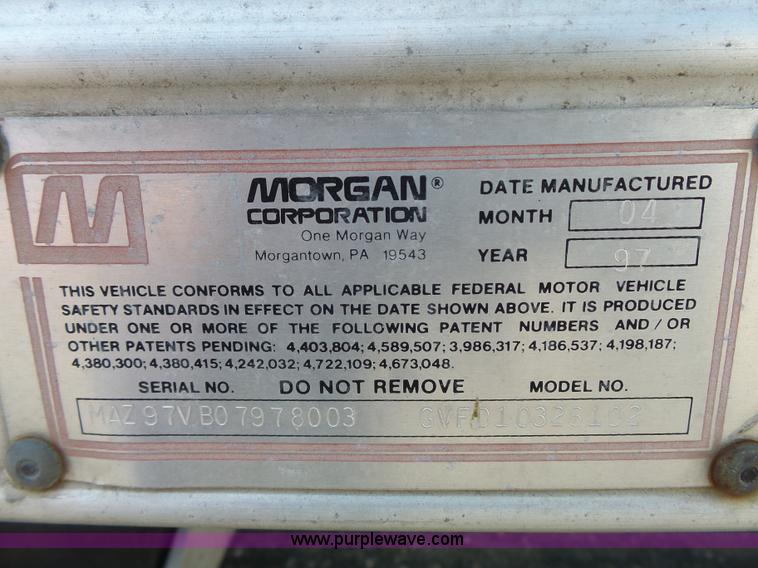 M
MORGAN®
CORPORATION
One Morgan Way
Morgantown, PA 19543
DATE MANUFACTURED
MONTH 04
YEAR 97
THIS VEHICLE CONFORMS TO ALL APPLICABLE FEDERAL MOTOR VEHICLE
SAFETY STANDARDS IN EFFECT ON THE DATE SHOWN ABOVE. IT IS PRODUCED
UNDER ONE OR MORE OF THE FOLLOWING PATENT NUMBERS AND/OR
OTHER PATENTS PENDING: 4,403,804; 4,589,507; 3,986,317; 4,186,537; 4,198,187;
4,380,300; 4,380,415; 4,242,032; 4,722,109; 4,673,048.
SERIAL NO. DO NOT REMOVE MODEL NO.
MAZ97VB07978003
www.purplewave.com